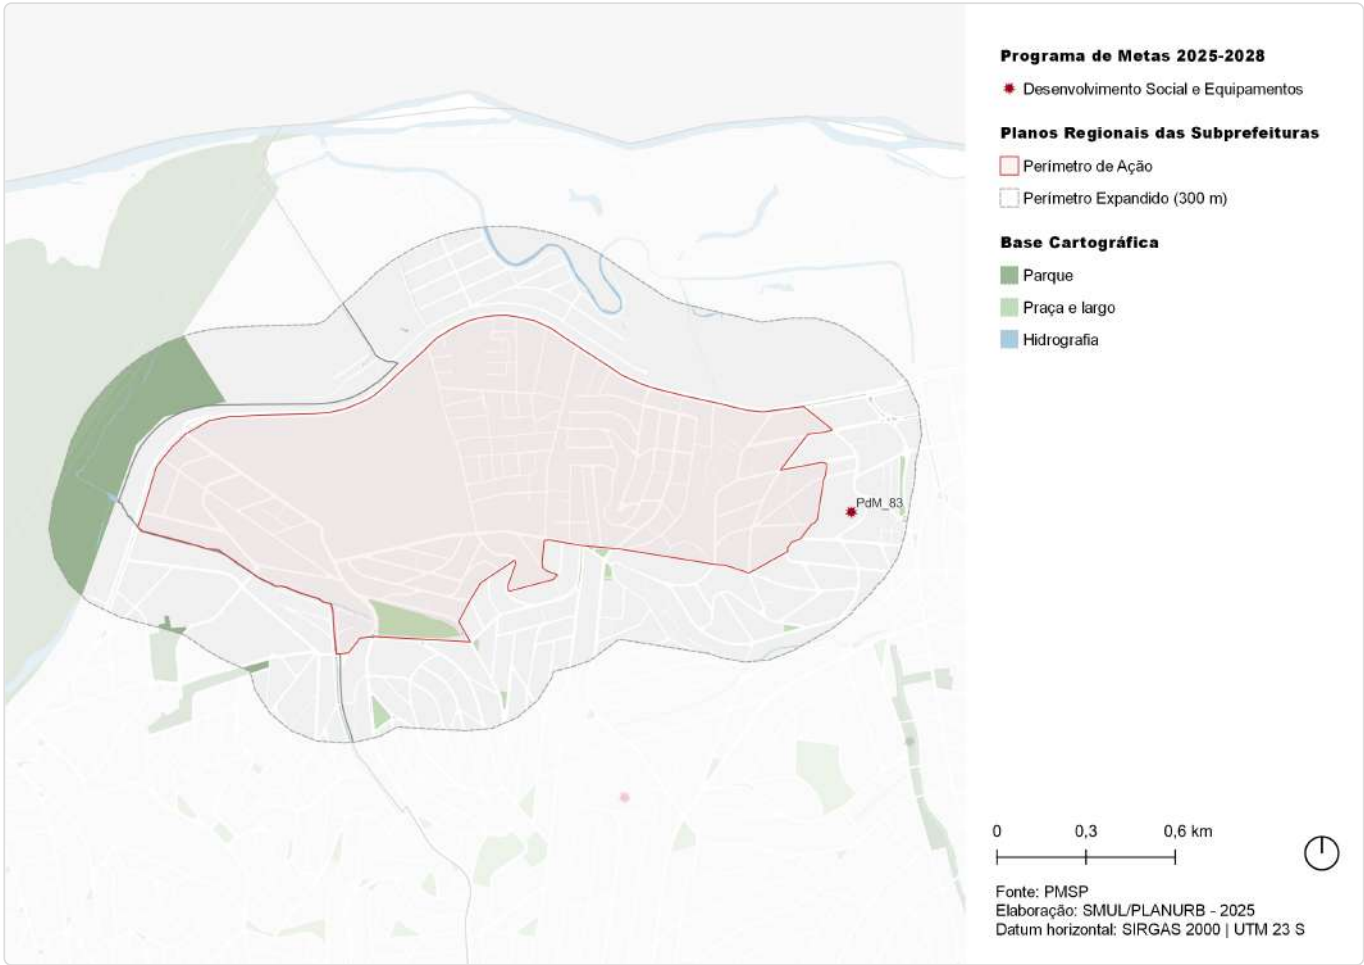 Programa de Metas 2025-2028
Desenvolvimento Social e Equipamentos
Planos Regionais das Subprefeituras
Perímetro de Ação
Perímetro Expandido (300 m)
Base Cartográfica
Parque
Praça e largo
Hidrografia
PdM_83
0 0,3 0,6 km
Fonte: PMSP
Elaboração: SMUL/PLANURB - 2025
Datum horizontal: SIRGAS 2000 | UTM 23 S